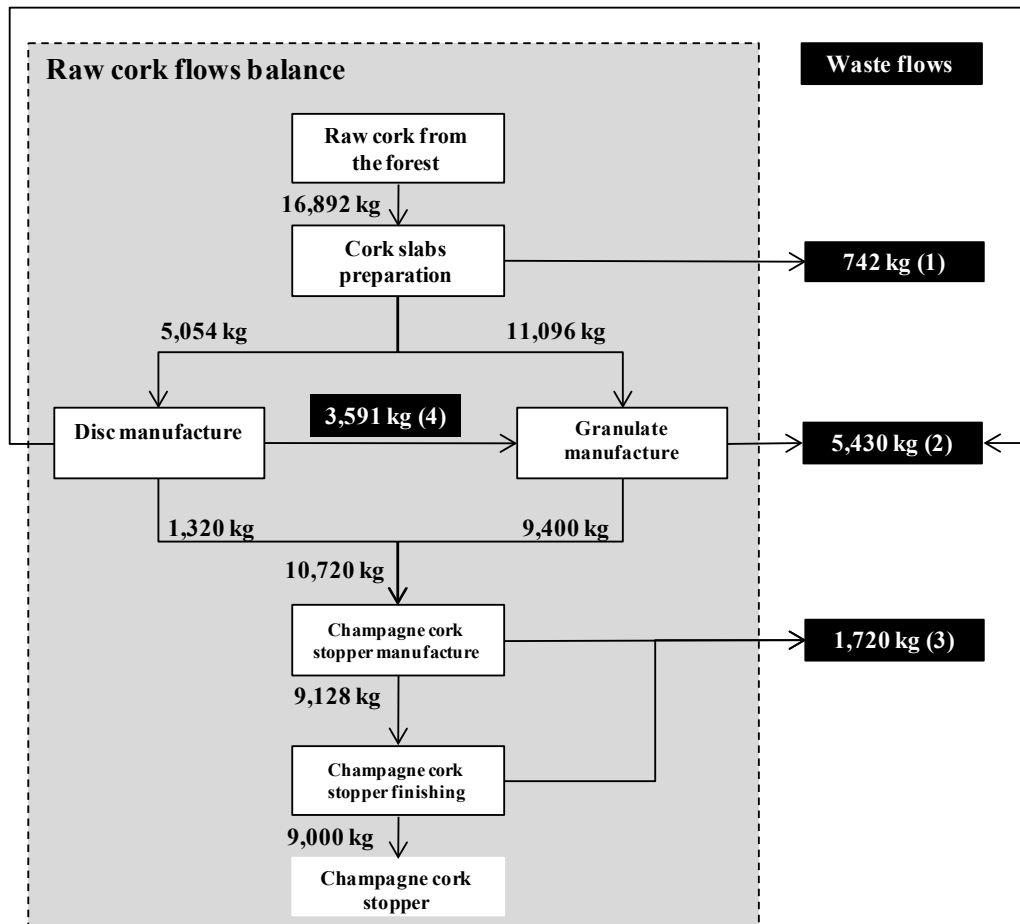 Raw cork flows balance
Waste flows
Raw cork from
the forest
16,892 kg
Cork slabs
preparation
742 kg (1)
5,054 kg
11,096 kg
Disc manufacture
3,591 kg (4)
Granulate
manufacture
5,430 kg (2)
1,320 kg
9,400 kg
10,720 kg
Champagne cork
stopper manufacture
1,720 kg (3)
9,128 kg
Champagne cork
stopper finishing
9,000 kg
Champagne cork
stopper